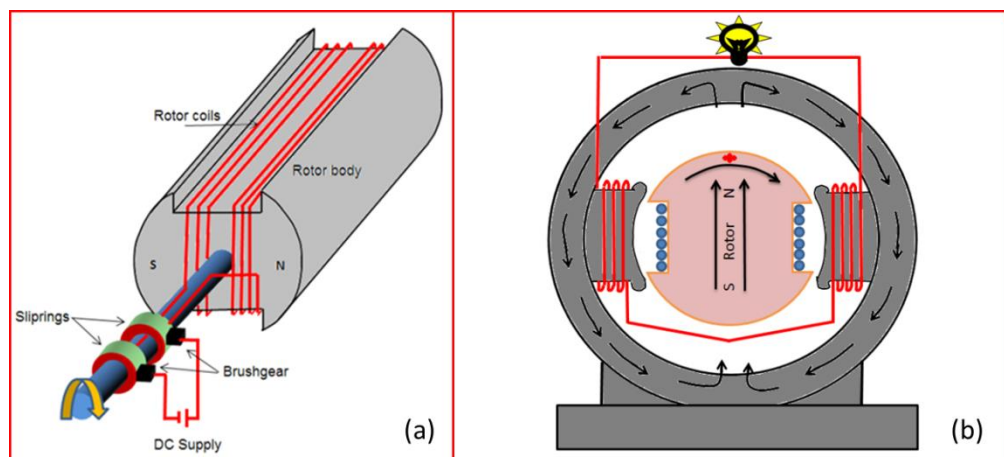 Rotor coils
Rotor body
S
N
Sliprings
Brushgear
DC Supply
(a)
S Rotor N
(b)